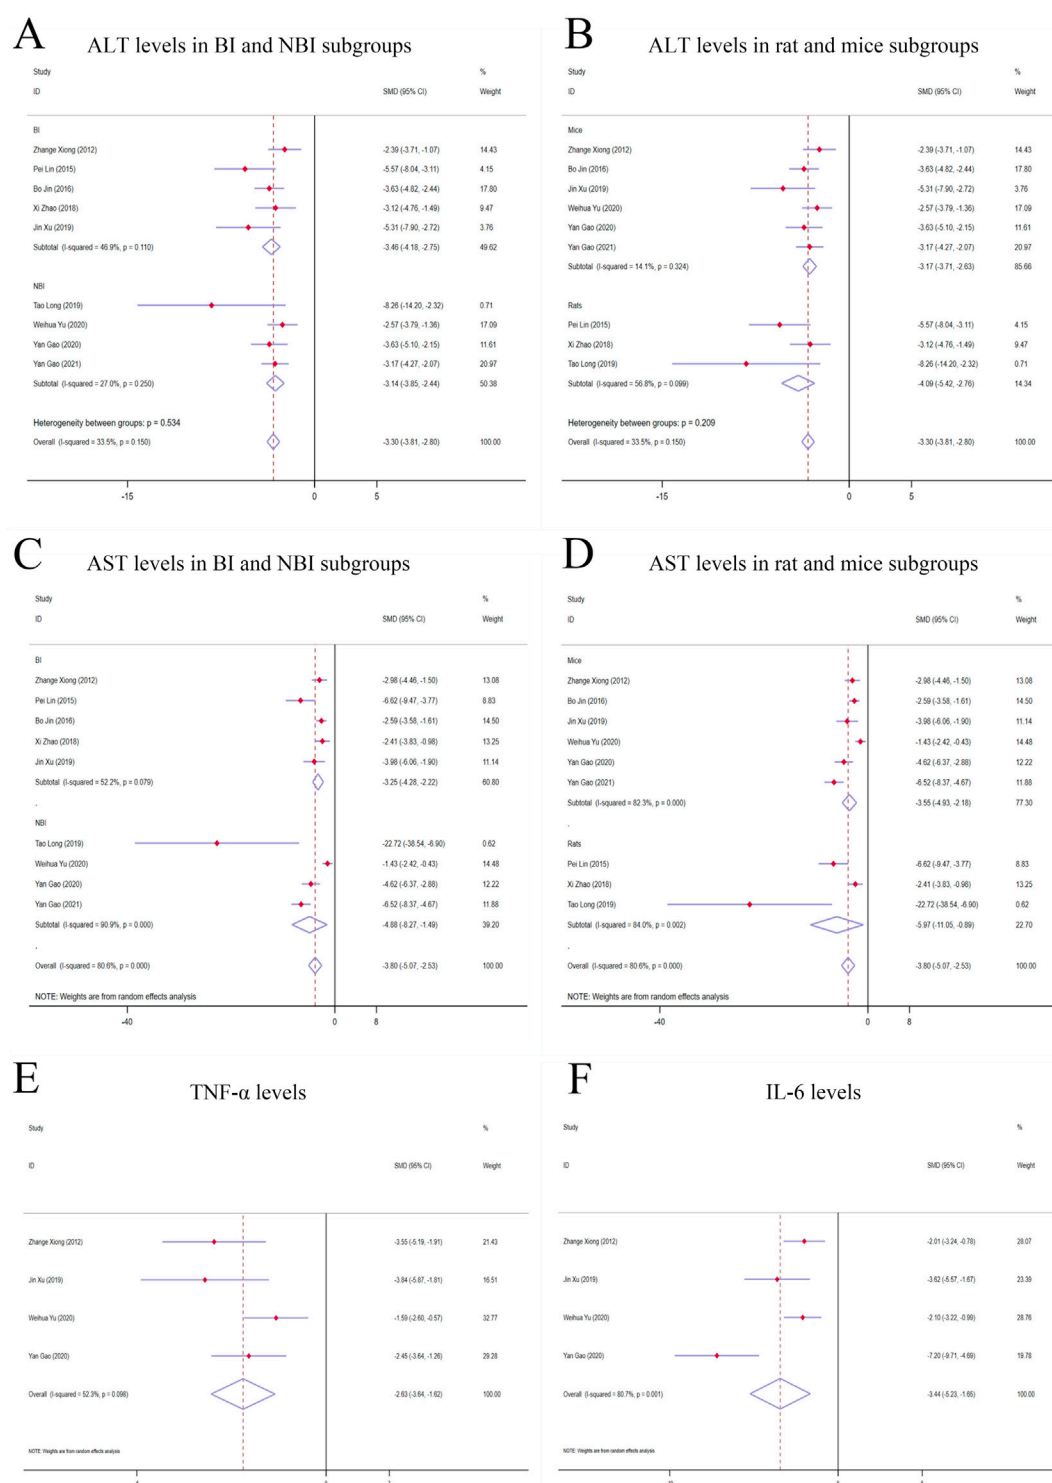 A
ALT levels in BI and NBI subgroups
Study %
ID SMD (95% CI) Weight
BI
Zhange Xiong (2012) -2.39 (-3.71, -1.07) 14.43
Pei Lin (2015) -5.57 (-8.04, -3.11) 4.15
Bo Jin (2016) -3.63 (-4.82, -2.44) 17.80
Xi Zhao (2018) -3.12 (-4.76, -1.49) 9.47
Jin Xu (2019) -5.31 (-7.90, -2.72) 3.76
Subtotal (I-squared = 46.9%, p = 0.110) -3.46 (-4.18, -2.75) 49.62
NBI
Tao Long (2019) -8.26 (-14.20, -2.32) 0.71
Weihua Yu (2020) -2.57 (-3.79, -1.36) 17.09
Yan Gao (2020) -3.63 (-5.10, -2.15) 11.61
Yan Gao (2021) -3.17 (-4.27, -2.07) 20.97
Subtotal (I-squared = 27.0%, p = 0.250) -3.14 (-3.85, -2.44) 50.38
Heterogeneity between groups: p = 0.534
Overall (I-squared = 33.5%, p = 0.150) -3.30 (-3.81, -2.80) 100.00
-15 0 5
B
ALT levels in rat and mice subgroups
Study %
ID SMD (95% CI) Weight
Mice
Zhange Xiong (2012) -2.39 (-3.71, -1.07) 14.43
Bo Jin (2016) -3.63 (-4.82, -2.44) 17.80
Jin Xu (2019) -5.31 (-7.90, -2.72) 3.76
Weihua Yu (2020) -2.57 (-3.79, -1.36) 17.09
Yan Gao (2020) -3.63 (-5.10, -2.15) 11.61
Yan Gao (2021) -3.17 (-4.27, -2.07) 20.97
Subtotal (I-squared = 14.1%, p = 0.324) -3.17 (-3.71, -2.63) 85.66
Rats
Pei Lin (2015) -5.57 (-8.04, -3.11) 4.15
Xi Zhao (2018) -3.12 (-4.76, -1.49) 9.47
Tao Long (2019) -8.26 (-14.20, -2.32) 0.71
Subtotal (I-squared = 56.8%, p = 0.099) -4.09 (-5.42, -2.76) 14.34
Heterogeneity between groups: p = 0.209
Overall (I-squared = 33.5%, p = 0.150) -3.30 (-3.81, -2.80) 100.00
-15 0 5
C
AST levels in BI and NBI subgroups
Study %
ID SMD (95% CI) Weight
BI
Zhange Xiong (2012) -2.98 (-4.46, -1.50) 13.08
Pei Lin (2015) -6.62 (-9.47, -3.77) 8.83
Bo Jin (2016) -2.59 (-3.58, -1.61) 14.50
Xi Zhao (2018) -2.41 (-3.83, -0.98) 13.25
Jin Xu (2019) -3.98 (-6.06, -1.90) 11.14
Subtotal (I-squared = 52.2%, p = 0.079) -3.25 (-4.28, -2.22) 60.80
.
NBI
Tao Long (2019) -22.72 (-38.54, -6.90) 0.62
Weihua Yu (2020) -1.43 (-2.42, -0.43) 14.48
Yan Gao (2020) -4.62 (-6.37, -2.88) 12.22
Yan Gao (2021) -6.52 (-8.37, -4.67) 11.88
Subtotal (I-squared = 90.9%, p = 0.000) -4.88 (-8.27, -1.49) 39.20
.
Overall (I-squared = 80.6%, p = 0.000) -3.80 (-5.07, -2.53) 100.00
NOTE: Weights are from random effects analysis
-40 0 8
D
AST levels in rat and mice subgroups
Study %
ID SMD (95% CI) Weight
Mice
Zhange Xiong (2012) -2.98 (-4.46, -1.50) 13.08
Bo Jin (2016) -2.59 (-3.58, -1.61) 14.50
Jin Xu (2019) -3.98 (-6.06, -1.90) 11.14
Weihua Yu (2020) -1.43 (-2.42, -0.43) 14.48
Yan Gao (2020) -4.62 (-6.37, -2.88) 12.22
Yan Gao (2021) -6.52 (-8.37, -4.67) 11.88
Subtotal (I-squared = 82.3%, p = 0.000) -3.55 (-4.93, -2.18) 77.30
.
Rats
Pei Lin (2015) -6.62 (-9.47, -3.77) 8.83
Xi Zhao (2018) -2.41 (-3.83, -0.98) 13.25
Tao Long (2019) -22.72 (-38.54, -6.90) 0.62
Subtotal (I-squared = 84.0%, p = 0.002) -5.97 (-11.05, -0.89) 22.70
.
Overall (I-squared = 80.6%, p = 0.000) -3.80 (-5.07, -2.53) 100.00
NOTE: Weights are from random effects analysis
-40 0 8
E
TNF-α levels
Study %
ID SMD (95% CI) Weight
Zhange Xiong (2012) -3.55 (-5.19, -1.91) 21.43
Jin Xu (2019) -3.84 (-5.87, -1.81) 16.51
Weihua Yu (2020) -1.59 (-2.60, -0.57) 32.77
Yan Gao (2020) -2.45 (-3.64, -1.26) 29.28
Overall (I-squared = 52.3%, p = 0.098) -2.63 (-3.64, -1.62) 100.00
NOTE: Weights are from random effects analysis
F
IL-6 levels
Study %
ID SMD (95% CI) Weight
Zhange Xiong (2012) -2.01 (-3.24, -0.78) 28.07
Jin Xu (2019) -3.62 (-5.57, -1.67) 23.39
Weihua Yu (2020) -2.10 (-3.22, -0.99) 28.76
Yan Gao (2020) -7.20 (-9.71, -4.69) 19.78
Overall (I-squared = 80.7%, p = 0.001) -3.44 (-5.23, -1.65) 100.00
NOTE: Weights are from random effects analysis